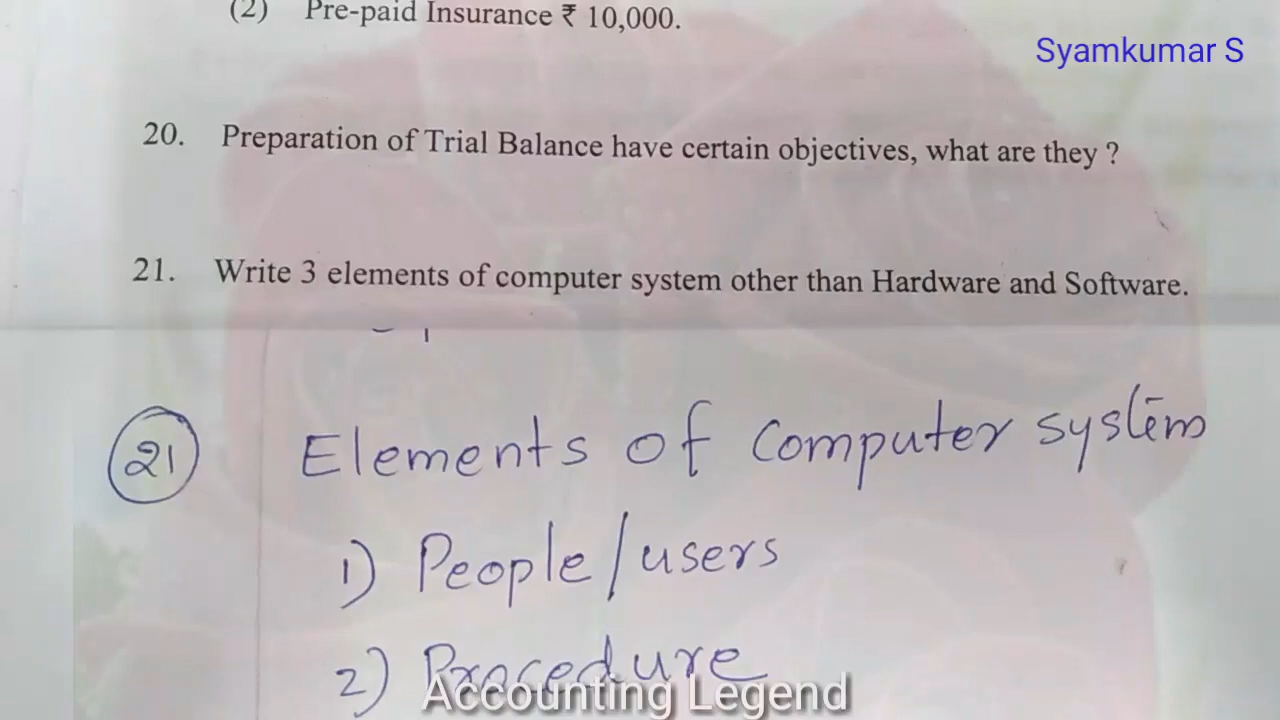 (2) Pre-paid Insurance ₹ 10,000.
Syamkumar S
20. Preparation of Trial Balance have certain objectives, what are they ?
21. Write 3 elements of computer system other than Hardware and Software.
21 Elements of computer system
1) People/users
2) Procedure
Accounting Legend